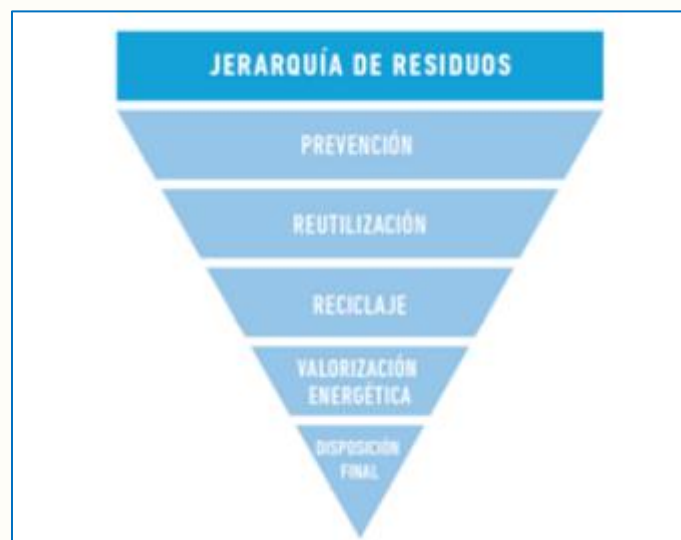 JERARQUÍA DE RESIDUOS
PREVENCIÓN
REUTILIZACIÓN
RECICLAJE
VALORIZACIÓN
ENERGÉTICA
DISPOSICIÓN
FINAL